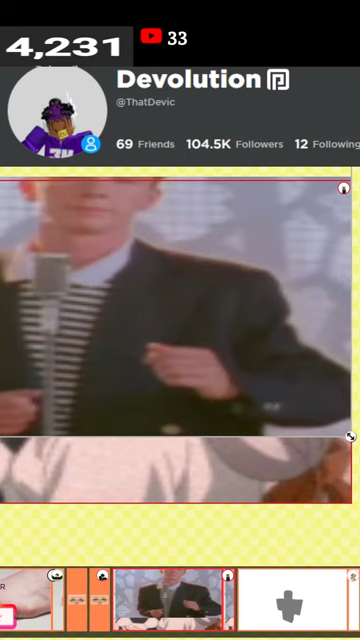 4,231
33
Devolution
@ThatDevic
69 Friends 104.5K Followers 12 Following
R